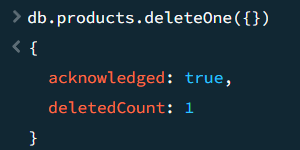 > db.products.deleteOne({})
< {
acknowledged: true,
deletedCount: 1
}